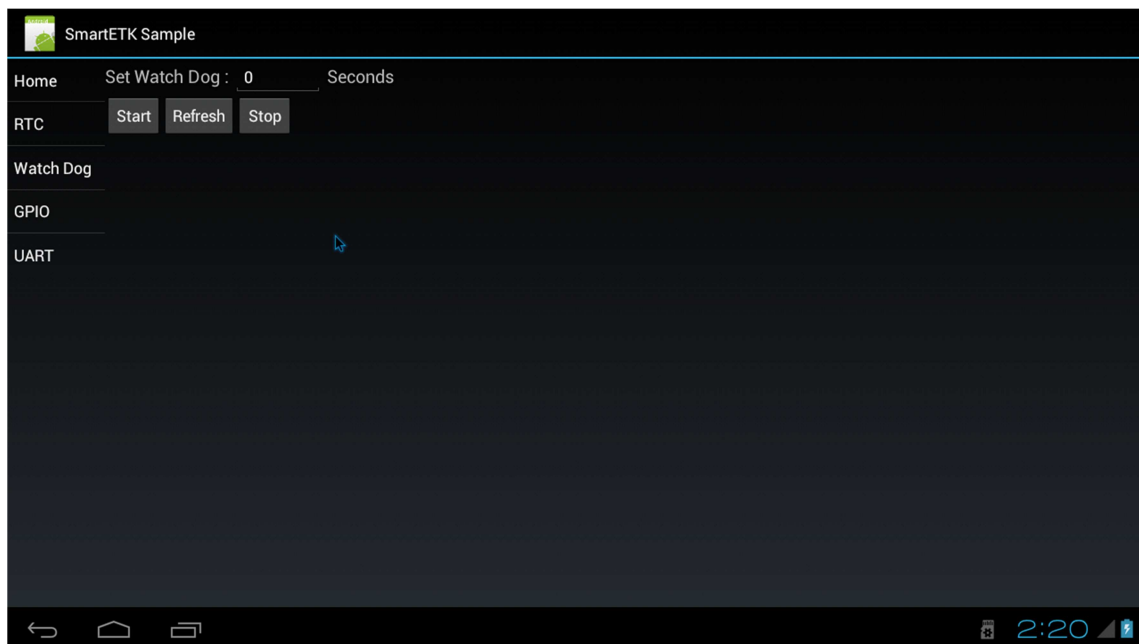 SmartETK Sample
Home
RTC
Watch Dog
GPIO
UART
Set Watch Dog : 0 Seconds
Start Refresh Stop
2:20